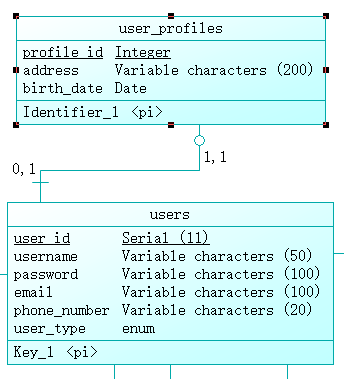 user_profiles
profile_id Integer
address Variable characters (200)
birth_date Date
Identifier_1 <pi>
1,1
0,1
users
user_id Serial (11)
username Variable characters (50)
password Variable characters (100)
email Variable characters (100)
phone_number Variable characters (20)
user_type enum
Key_1 <pi>